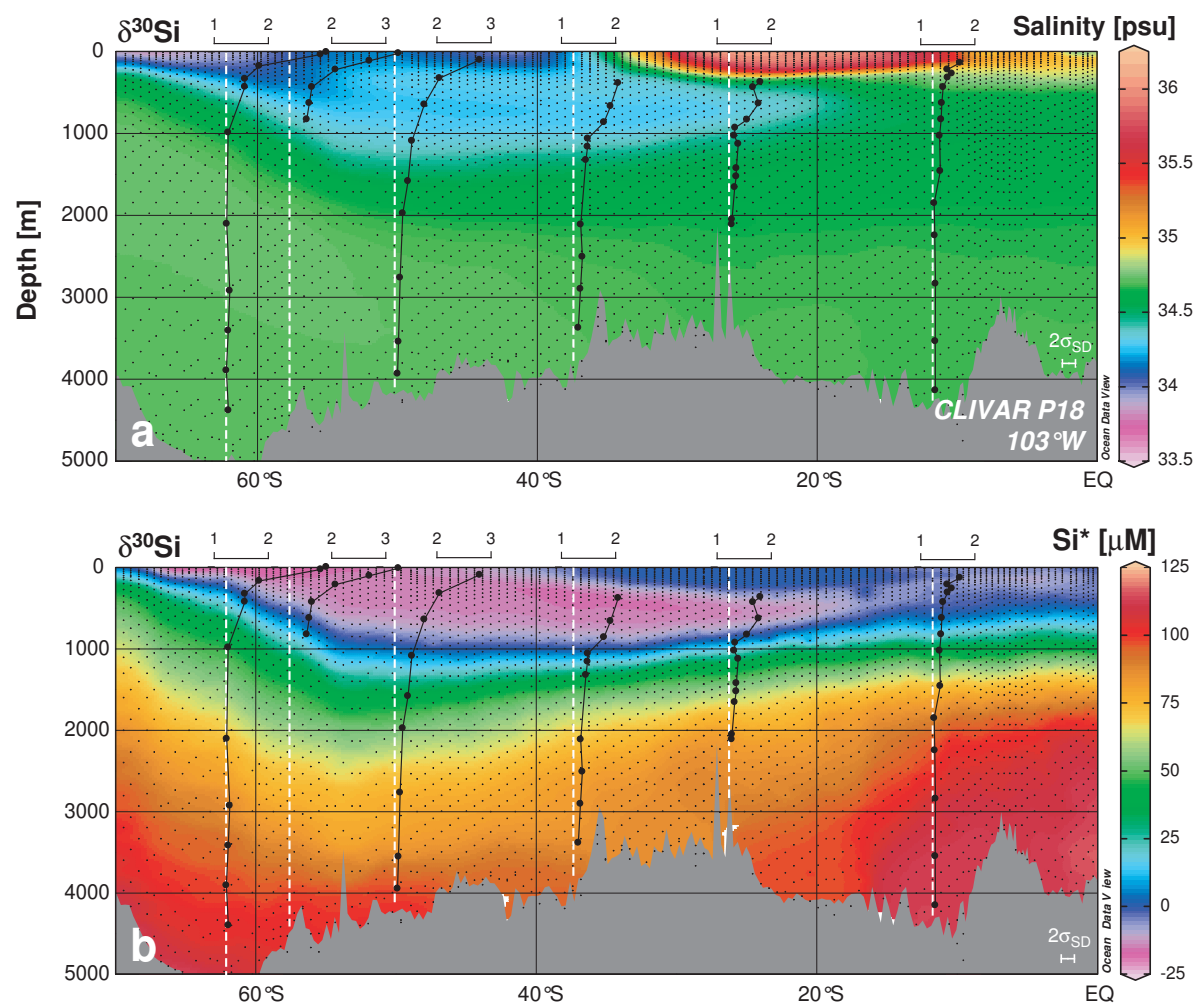 δ30Si 1 2 2 3 2 3 1 2 1 2 1 2 Salinity [psu]
0
1000
2000
3000
4000
5000
Depth [m]
36
35.5
35
34.5
34
33.5
2σSD
Ocean Data View
CLIVAR P18
103°W
a
60°S 40°S 20°S EQ
δ30Si 1 2 2 3 2 3 1 2 1 2 1 2 Si* [µM]
0
1000
2000
3000
4000
5000
125
100
75
50
25
0
-25
2σSD
Ocean Data View
b
60°S 40°S 20°S EQ